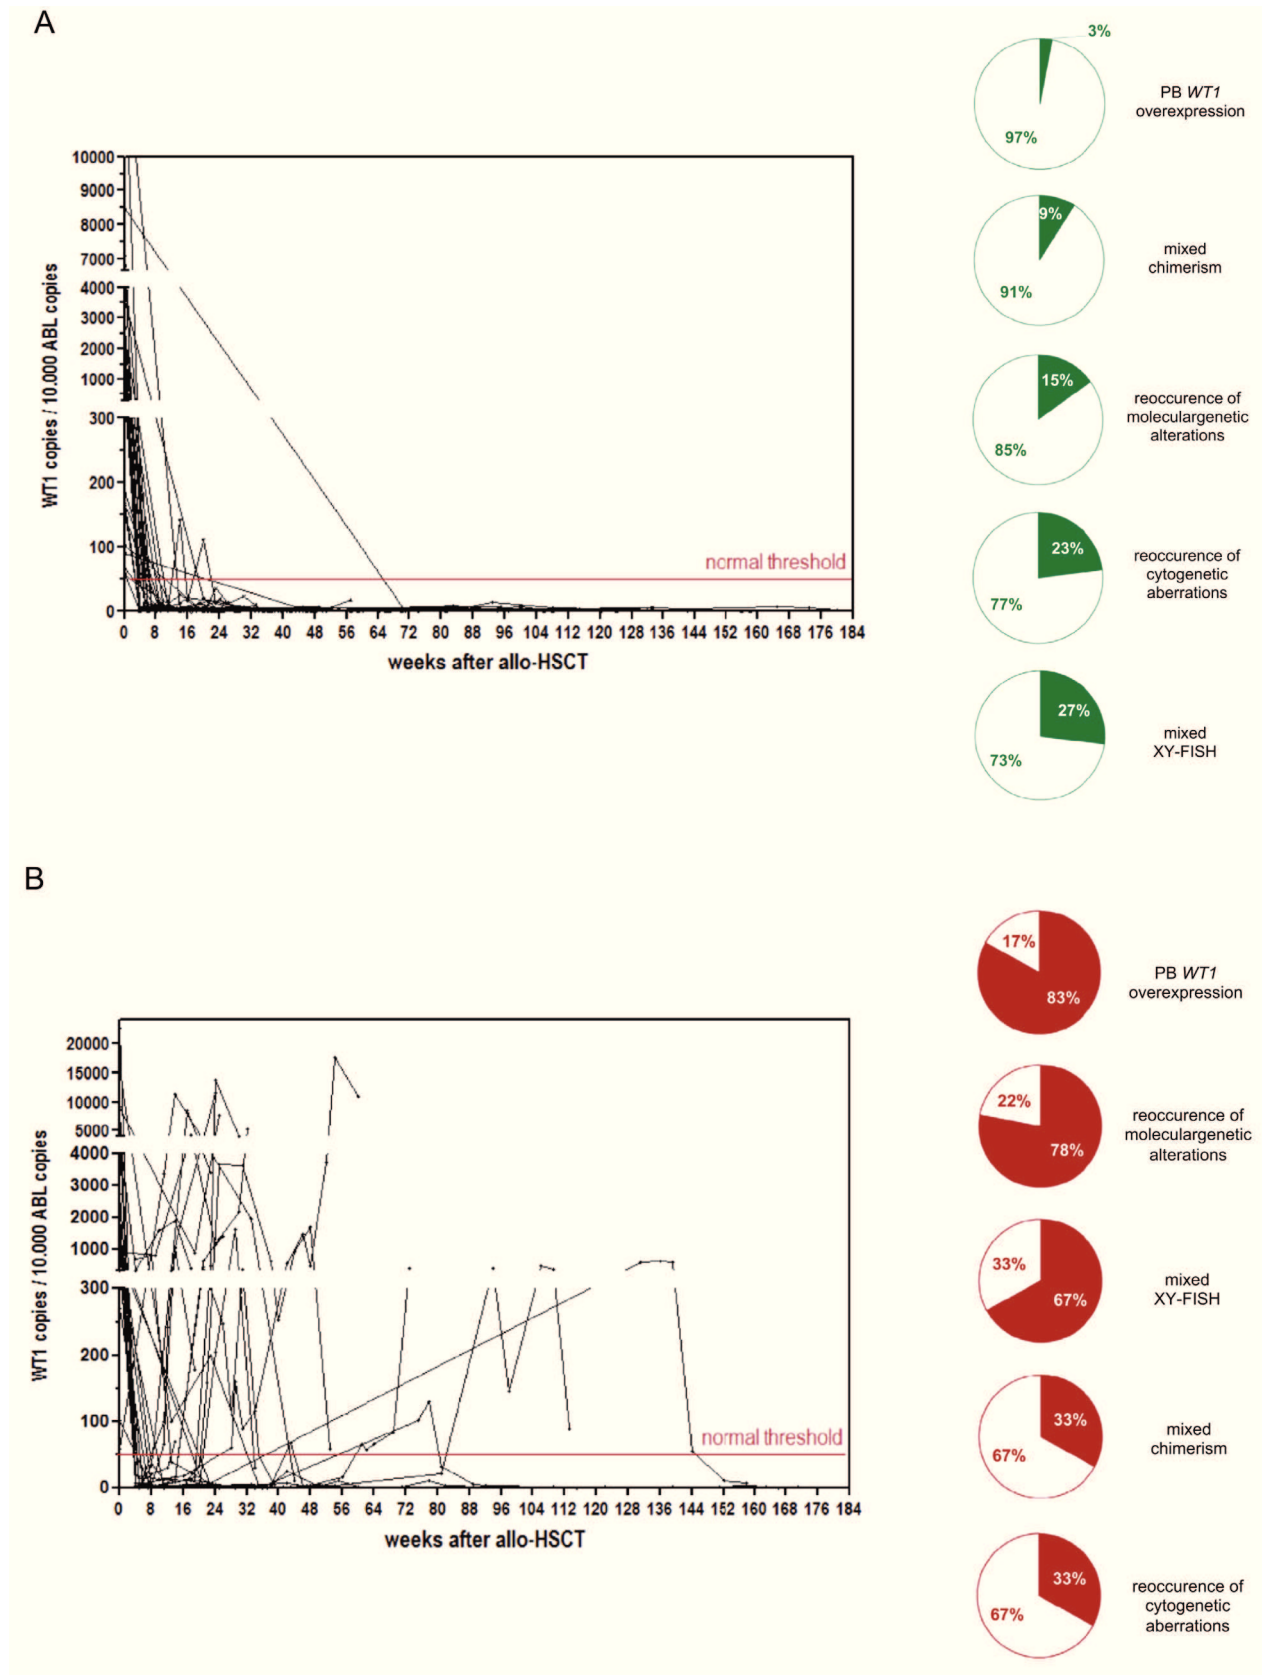 A
3%
97%
PB WT1
overexpression
9%
91%
mixed
chimerism
15%
85%
reoccurence of
moleculargenetic
alterations
23%
77%
reoccurence of
cytogenetic
aberrations
27%
73%
mixed
XY-FISH
WT1 copies / 10.000 ABL copies
10000
9000
8000
7000
4000
3000
2000
1000
300
200
100
0
normal threshold
0 8 16 24 32 40 48 56 64 72 80 88 96 104 112 120 128 136 144 152 160 168 176 184
weeks after allo-HSCT
B
17%
83%
PB WT1
overexpression
22%
78%
reoccurence of
moleculargenetic
alterations
33%
67%
mixed
XY-FISH
33%
67%
mixed
chimerism
33%
67%
reoccurence of
cytogenetic
aberrations
WT1 copies / 10.000 ABL copies
20000
15000
10000
5000
4000
3000
2000
1000
300
200
100
0
normal threshold
0 8 16 24 32 40 48 56 64 72 80 88 96 104 112 120 128 136 144 152 160 168 176 184
weeks after allo-HSCT